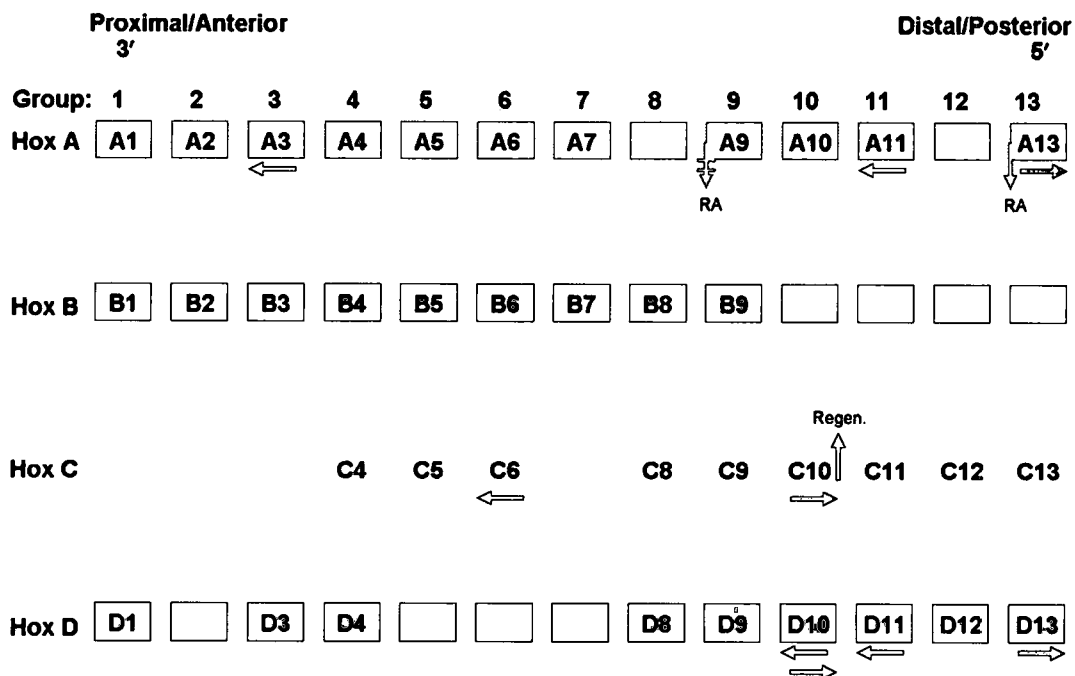 Proximal/Anterior Distal/Posterior
3′ 5′
Group: 1 2 3 4 5 6 7 8 9 10 11 12 13
Hox A A1 A2 A3 A4 A5 A6 A7 A9 A10 A11 A13
RA RA
Hox B B1 B2 B3 B4 B5 B6 B7 B8 B9
Regen.
Hox C C4 C5 C6 C8 C9 C10 C11 C12 C13
Hox D D1 D3 D4 D8 D9 D10 D11 D12 D13